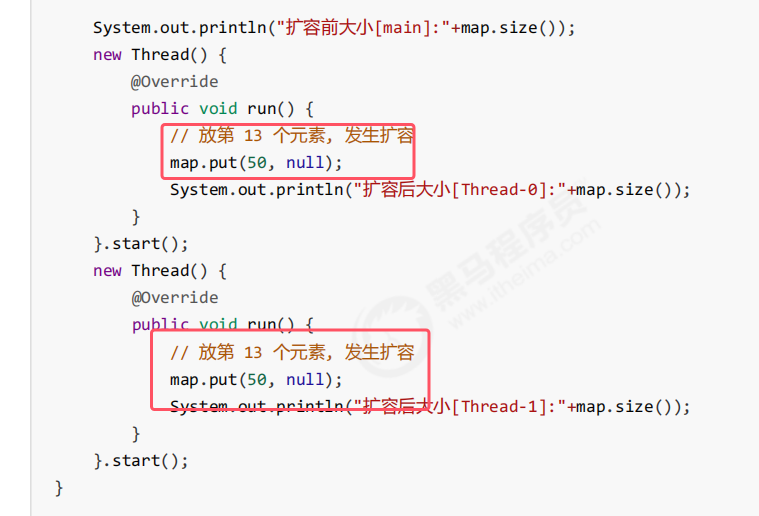 System.out.println("扩容前大小[main]:"+map.size());
new Thread() {
@Override
public void run() {
// 放第 13 个元素, 发生扩容
map.put(50, null);
System.out.println("扩容后大小[Thread-0]:"+map.size());
}
}.start();
new Thread() {
@Override
public void run() {
// 放第 13 个元素, 发生扩容
map.put(50, null);
System.out.println("扩容后大小[Thread-1]:"+map.size());
}
}.start();
}
黑马程序员
www.itheima.com